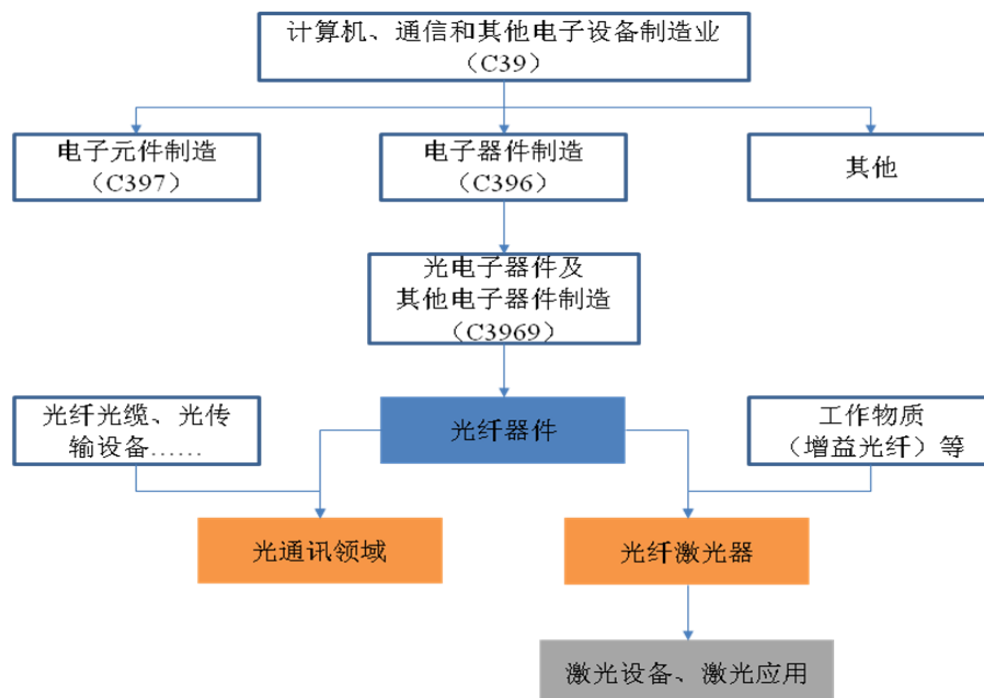 计算机、通信和其他电子设备制造业
（C39）
电子元件制造
（C397）
电子器件制造
（C396）
其他
光电子器件及
其他电子器件制造
（C3969）
光纤光缆、光传
输设备……
光纤器件
工作物质
（增益光纤）等
光通讯领域
光纤激光器
激光设备、激光应用